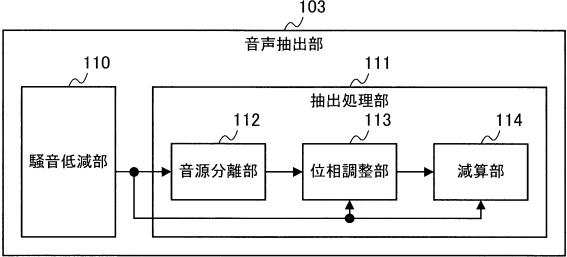 103
音声抽出部
110
騒音低減部
111
抽出処理部
112
音源分離部
113
位相調整部
114
減算部